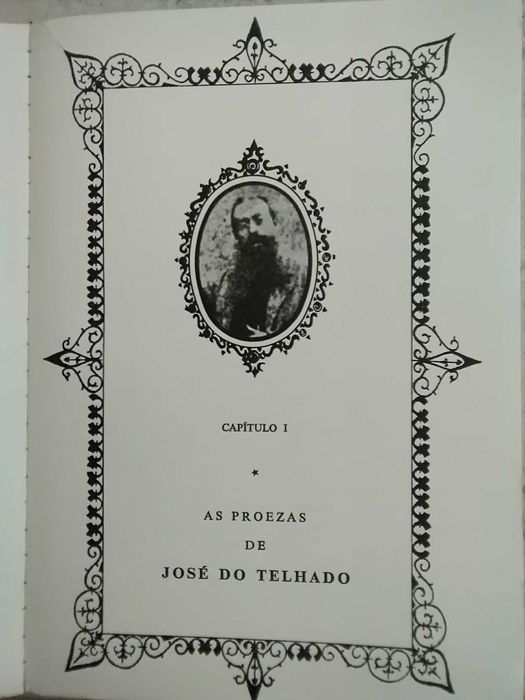 CAPÍTULO I
AS PROEZAS
DE
JOSÉ DO TELHADO